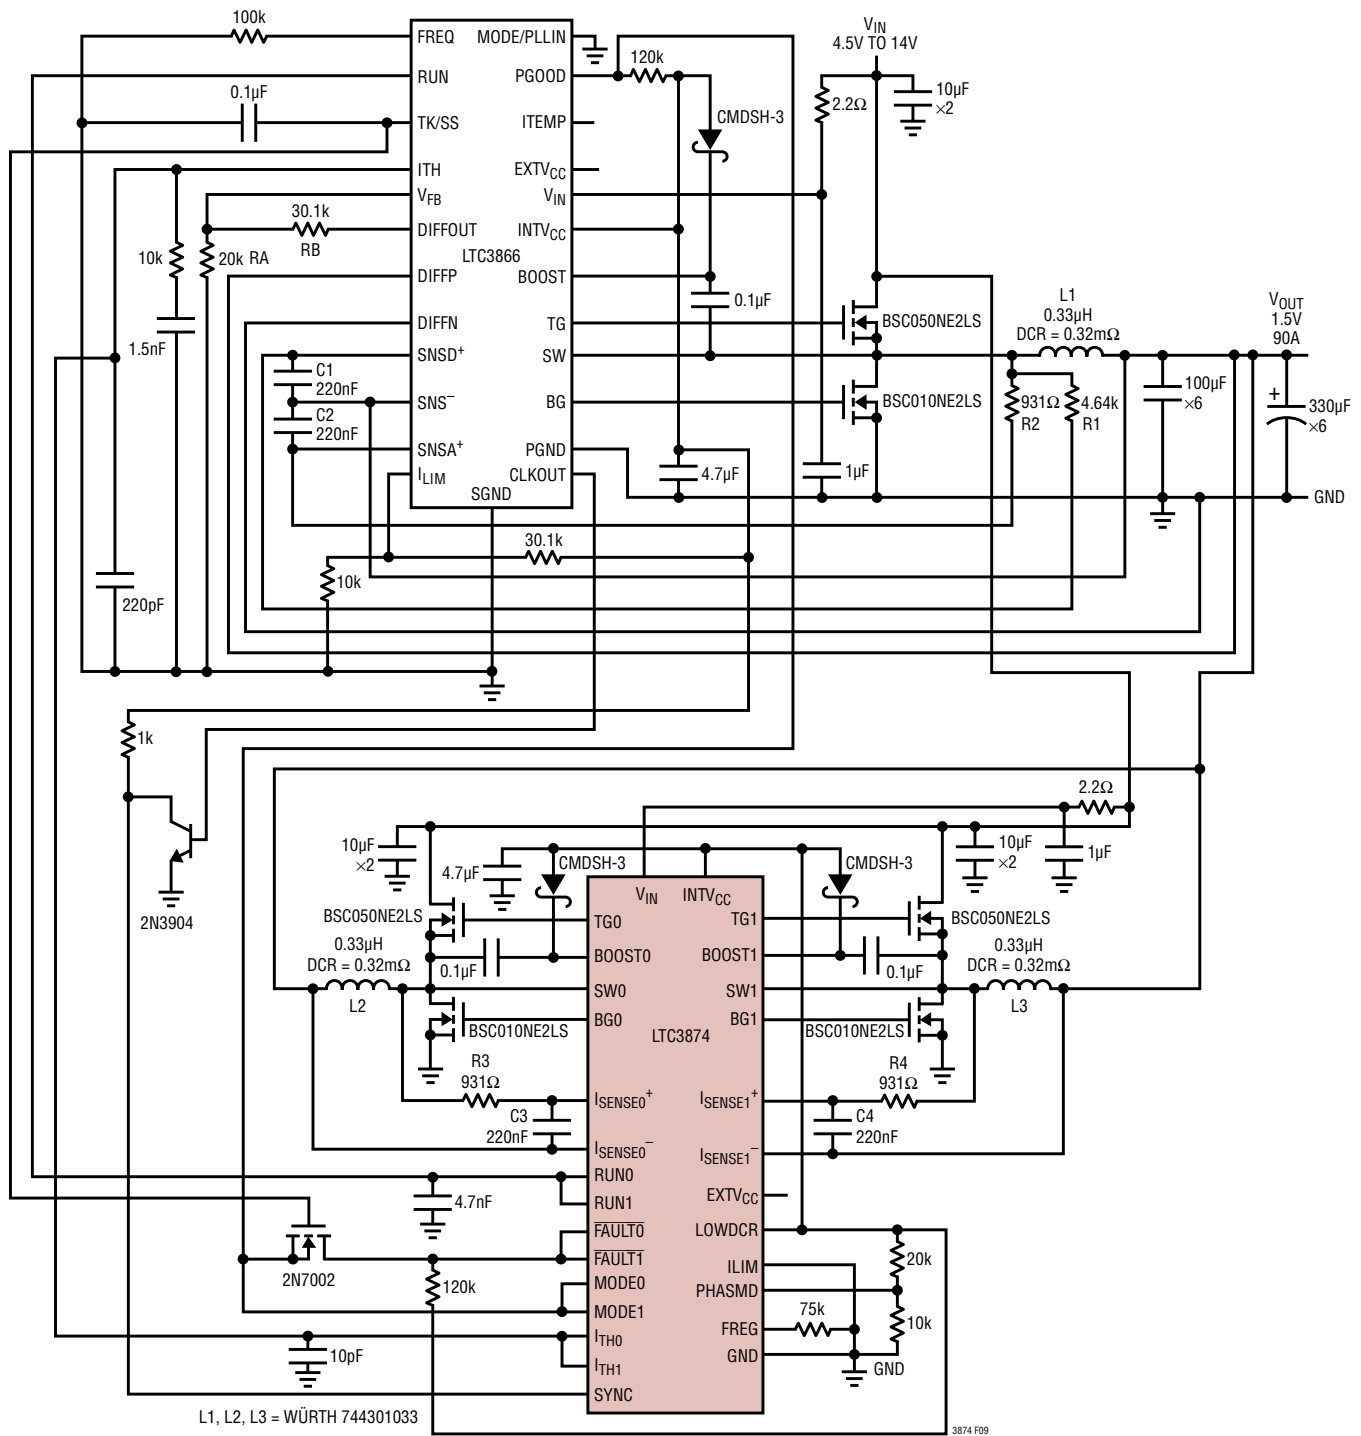 100k
FREQ
MODE/PLLIN
VIN
4.5V TO 14V
120k
RUN
PGOOD
0.1µF
2.2Ω
10µF
×2
CMDSH-3
TK/SS
ITEMP
ITH
EXTVCC
VFB
VIN
30.1k
DIFFOUT
INTVCC
RB
10k
20k RA
LTC3866
DIFFP
BOOST
0.1µF
L1
0.33µH
DCR = 0.32mΩ
VOUT
1.5V
90A
BSC050NE2LS
DIFFN
TG
1.5nF
SNSD+
SW
C1
220nF
100µF
×6
+
330µF
×6
SNS–
BG
BSC010NE2LS
931Ω
R2
4.64k
R1
C2
220nF
SNSA+
PGND
ILIM
CLKOUT
4.7µF
1µF
SGND
GND
30.1k
10k
220pF
1k
2.2Ω
10µF
×2
4.7µF
CMDSH-3
CMDSH-3
10µF
×2
1µF
VIN
INTVCC
2N3904
BSC050NE2LS
TG0
TG1
BSC050NE2LS
0.33µH
DCR = 0.32mΩ
0.1µF
BOOST0
BOOST1
0.1µF
0.33µH
DCR = 0.32mΩ
L2
SW0
SW1
L3
BSC010NE2LS
BG0
BG1
BSC010NE2LS
LTC3874
R3
931Ω
R4
931Ω
ISENSE0+
ISENSE1+
C3
220nF
C4
220nF
ISENSE0–
ISENSE1–
RUN0
4.7nF
RUN1
EXTVCC
FAULT0
LOWDCR
FAULT1
20k
2N7002
ILIM
120k
MODE0
PHASMD
MODE1
75k
10k
ITH0
FREG
10pF
ITH1
GND
GND
SYNC
L1, L2, L3 = WÜRTH 744301033
3874 F09